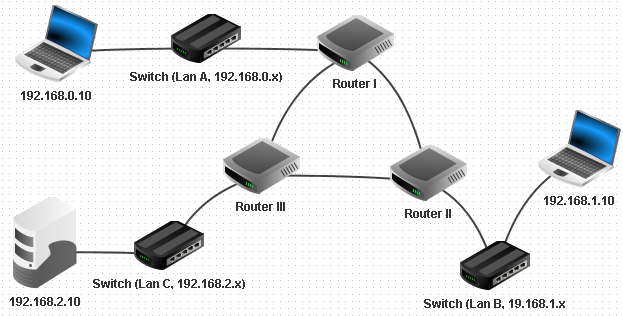 192.168.0.10
Switch (Lan A, 192.168.0.x)
Router I
192.168.1.10
Router III
Router II
Switch (Lan C, 192.168.2.x)
192.168.2.10
Switch (Lan B, 19.168.1.x